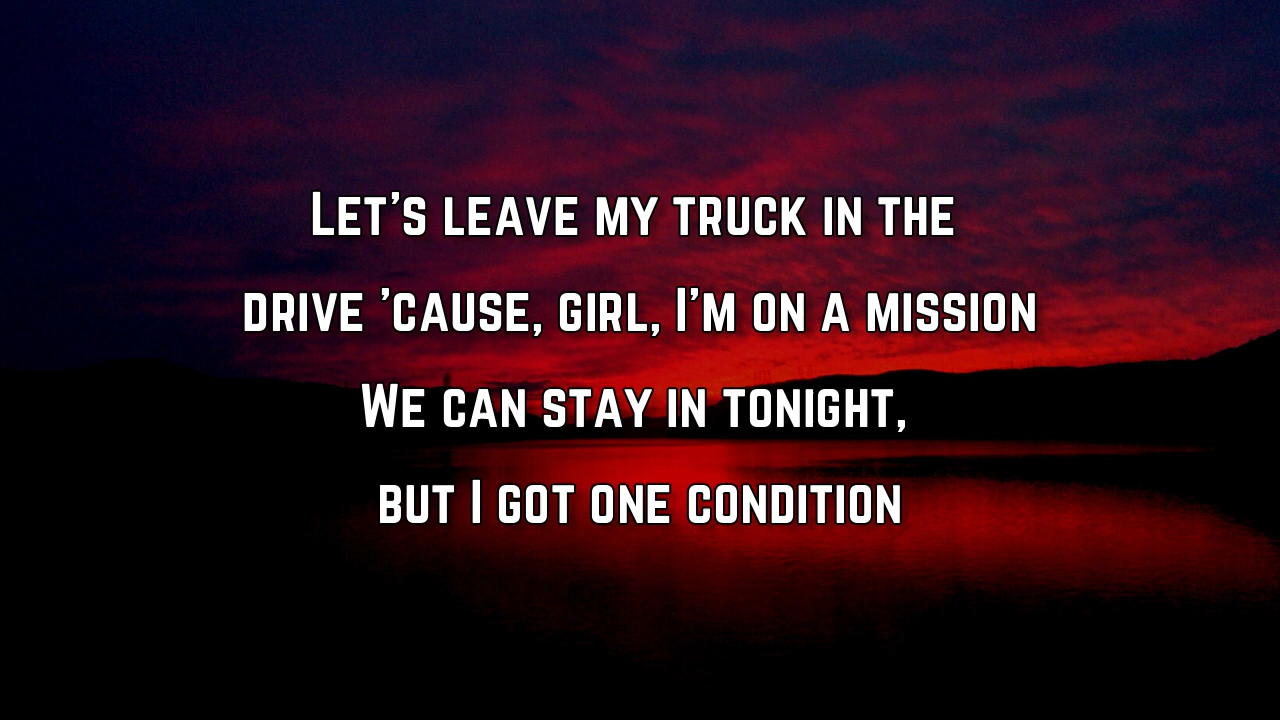 Let's leave my truck in the
drive 'cause, girl, I'm on a mission
We can stay in tonight,
but I got one condition